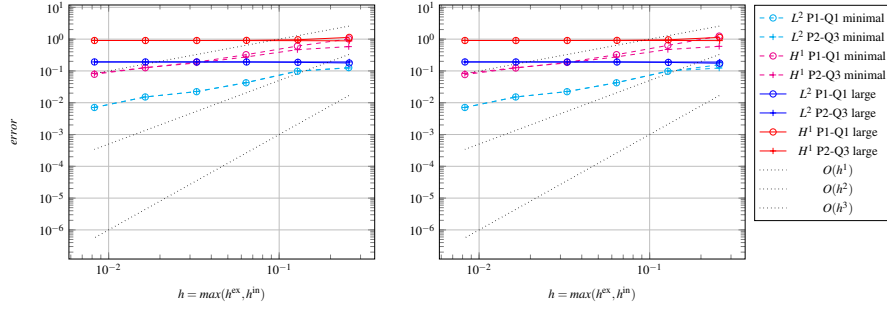 10^1
10^0
10^-1
10^-2
10^-3
10^-4
10^-5
10^-6
error
10^-2
10^-1
h = max(h^ex, h^in)
10^1
10^0
10^-1
10^-2
10^-3
10^-4
10^-5
10^-6
10^-2
10^-1
h = max(h^ex, h^in)
L^2 P1-Q1 minimal
L^2 P2-Q3 minimal
H^1 P1-Q1 minimal
H^1 P2-Q3 minimal
L^2 P1-Q1 large
L^2 P2-Q3 large
H^1 P1-Q1 large
H^1 P2-Q3 large
O(h^1)
O(h^2)
O(h^3)